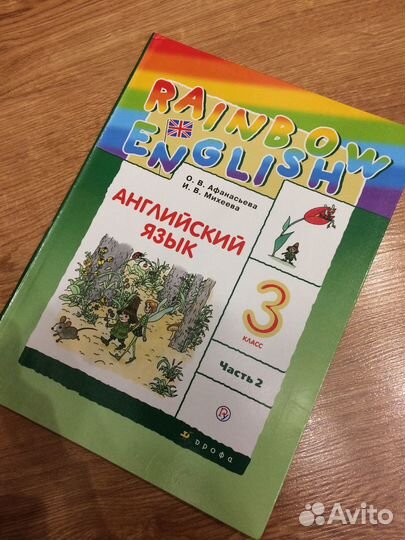 RAINBOW
ENGLISH
О. В. Афанасьева
И. В. Михеева
АНГЛИЙСКИЙ
ЯЗЫК
3
КЛАСС
Часть 2
дрофа
Avito